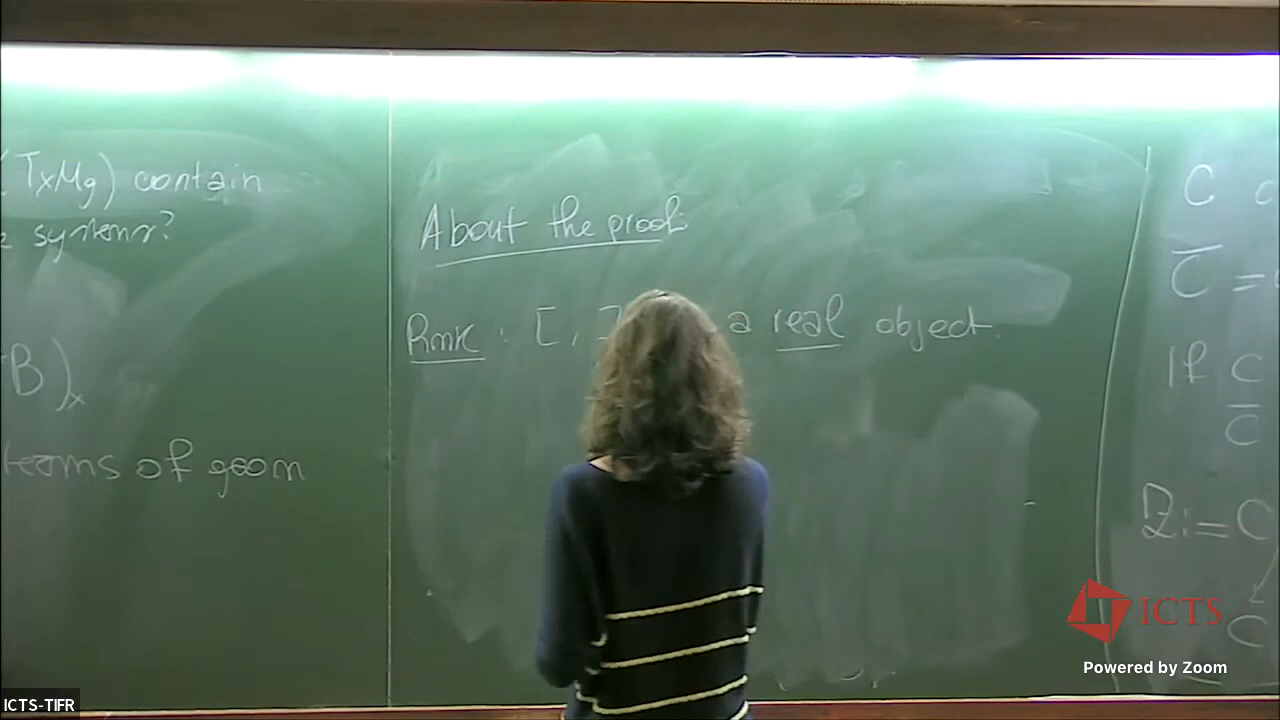 (TxMg) contain
systems?
B)x
terms of geom
About the proof:
Rmk : [ , ] a real object.
C
C̅ =
If C
C̅
Z := C
C̅
ICTS
Powered by Zoom
ICTS-TIFR